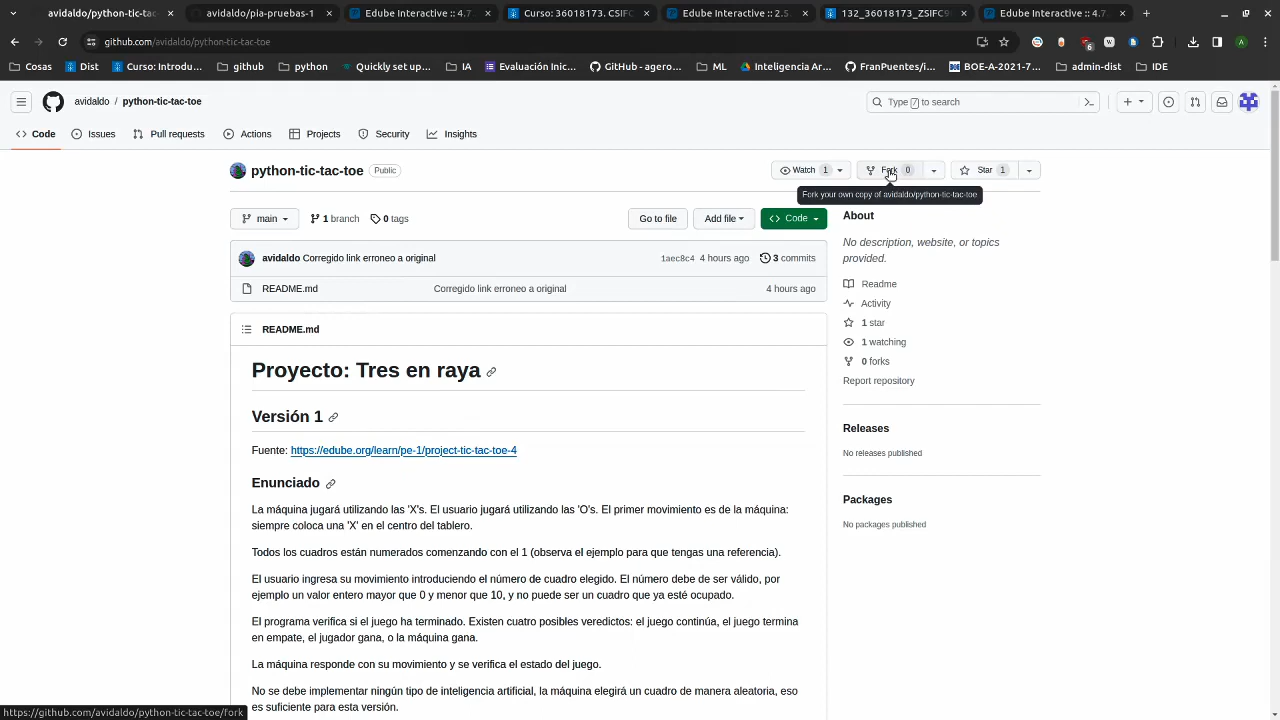 avidaldo/python-tic-tac-
avidaldo/pia-pruebas-1
Edube Interactive :: 4.7
Curso: 36018173. CSIFC
Edube Interactive :: 2.5
132_36018173_ZSIFC9
Edube Interactive :: 4.7
github.com/avidaldo/python-tic-tac-toe
6
A
Cosas
Dist
Curso: Introdu...
github
python
Quickly set up...
IA
Evaluación Inic...
GitHub - agero...
ML
Inteligencia Artific...
FranPuentes/i...
BOE-A-2021-7...
admin-dist
IDE
avidaldo / python-tic-tac-toe
Type / to search
Code
Issues
Pull requests
Actions
Projects
Security
Insights
python-tic-tac-toe
Public
Watch 1
Fork 0
Star 1
Fork your own copy of avidaldo/python-tic-tac-toe
main
1 branch
0 tags
Go to file
Add file
<> Code
About
No description, website, or topics
provided.
avidaldo Corregido link erroneo a original
1aec8c4 4 hours ago
3 commits
README.md
Corregido link erroneo a original
4 hours ago
Readme
Activity
1 star
1 watching
0 forks
Report repository
README.md
Proyecto: Tres en raya
Versión 1
Fuente: https://edube.org/learn/pe-1/project-tic-tac-toe-4
Enunciado
La máquina jugará utilizando las 'X's. El usuario jugará utilizando las 'O's. El primer movimiento es de la máquina:
siempre coloca una 'X' en el centro del tablero.
Todos los cuadros están numerados comenzando con el 1 (observa el ejemplo para que tengas una referencia).
El usuario ingresa su movimiento introduciendo el número de cuadro elegido. El número debe de ser válido, por
ejemplo un valor entero mayor que 0 y menor que 10, y no puede ser un cuadro que ya esté ocupado.
El programa verifica si el juego ha terminado. Existen cuatro posibles veredictos: el juego continúa, el juego termina
en empate, el jugador gana, o la máquina gana.
La máquina responde con su movimiento y se verifica el estado del juego.
No se debe implementar ningún tipo de inteligencia artificial, la máquina elegirá un cuadro de manera aleatoria, eso
es suficiente para esta versión.
Releases
No releases published
Packages
No packages published
https://github.com/avidaldo/python-tic-tac-toe/fork